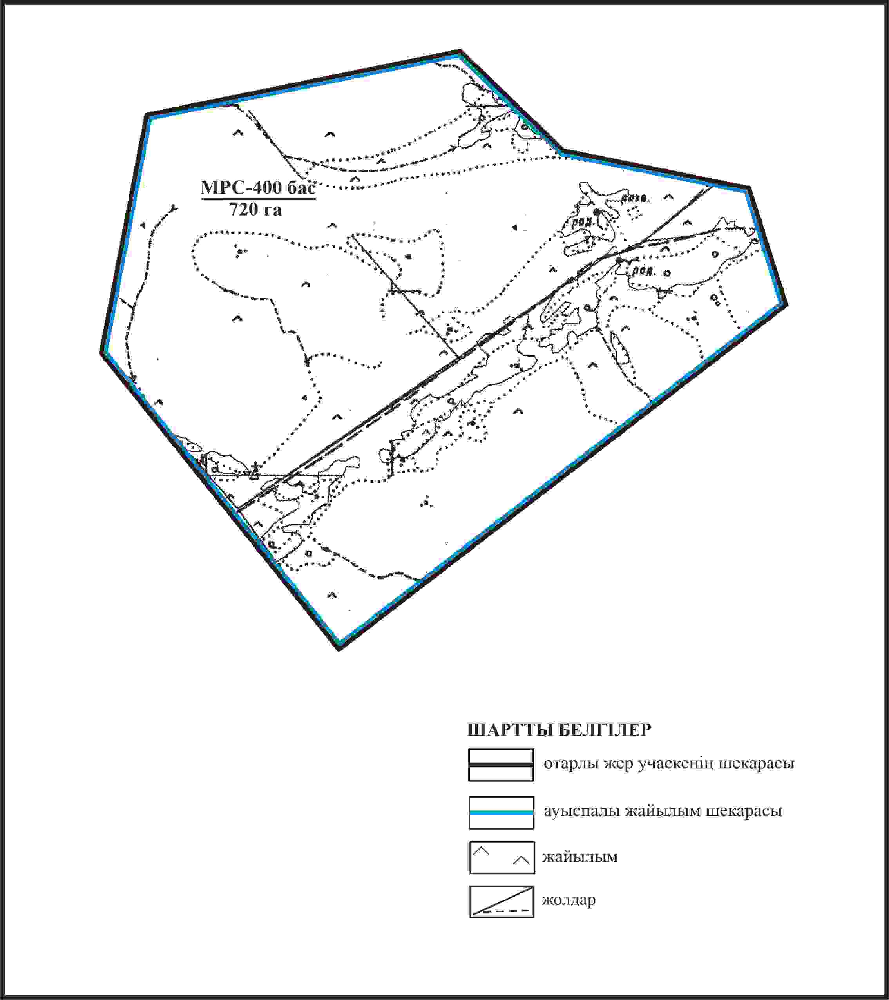 МРС-400 бас
720 га
род.
род.
ШАРТТЫ БЕЛГІЛЕР
отарлы жер учаскенің шекарасы
ауыспалы жайылым шекарасы
жайылым
жолдар